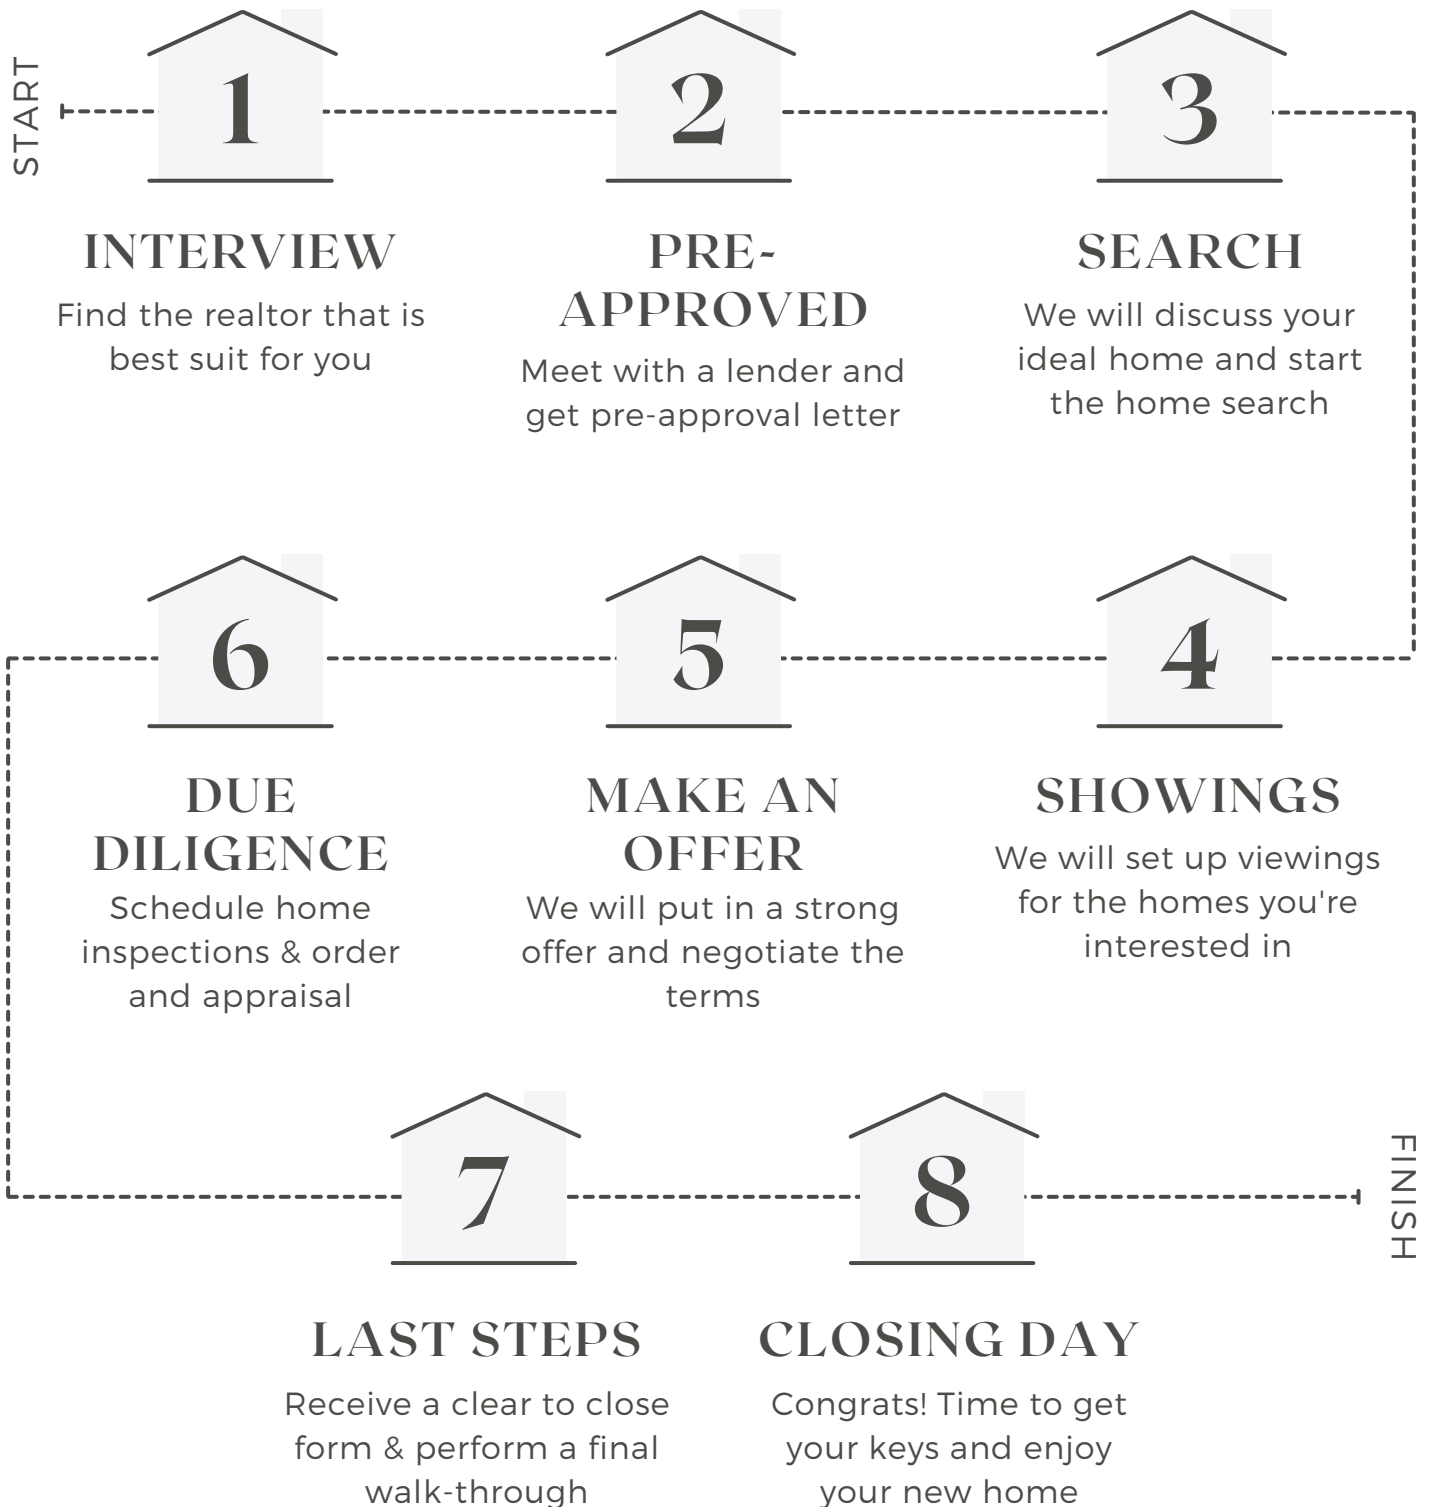 START
1
INTERVIEW
Find the realtor that is
best suit for you
2
PRE-
APPROVED
Meet with a lender and
get pre-approval letter
3
SEARCH
We will discuss your
ideal home and start
the home search
4
SHOWINGS
We will set up viewings
for the homes you're
interested in
5
MAKE AN
OFFER
We will put in a strong
offer and negotiate the
terms
6
DUE
DILIGENCE
Schedule home
inspections & order
and appraisal
7
LAST STEPS
Receive a clear to close
form & perform a final
walk-through
8
CLOSING DAY
Congrats! Time to get
your keys and enjoy
your new home
FINISH